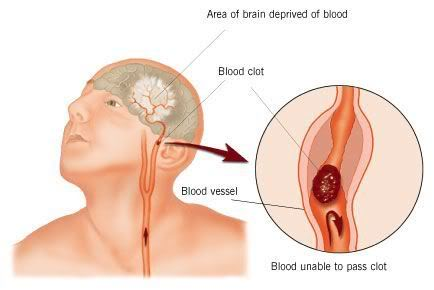 Area of brain deprived of blood
Blood clot
Blood vessel
Blood unable to pass clot